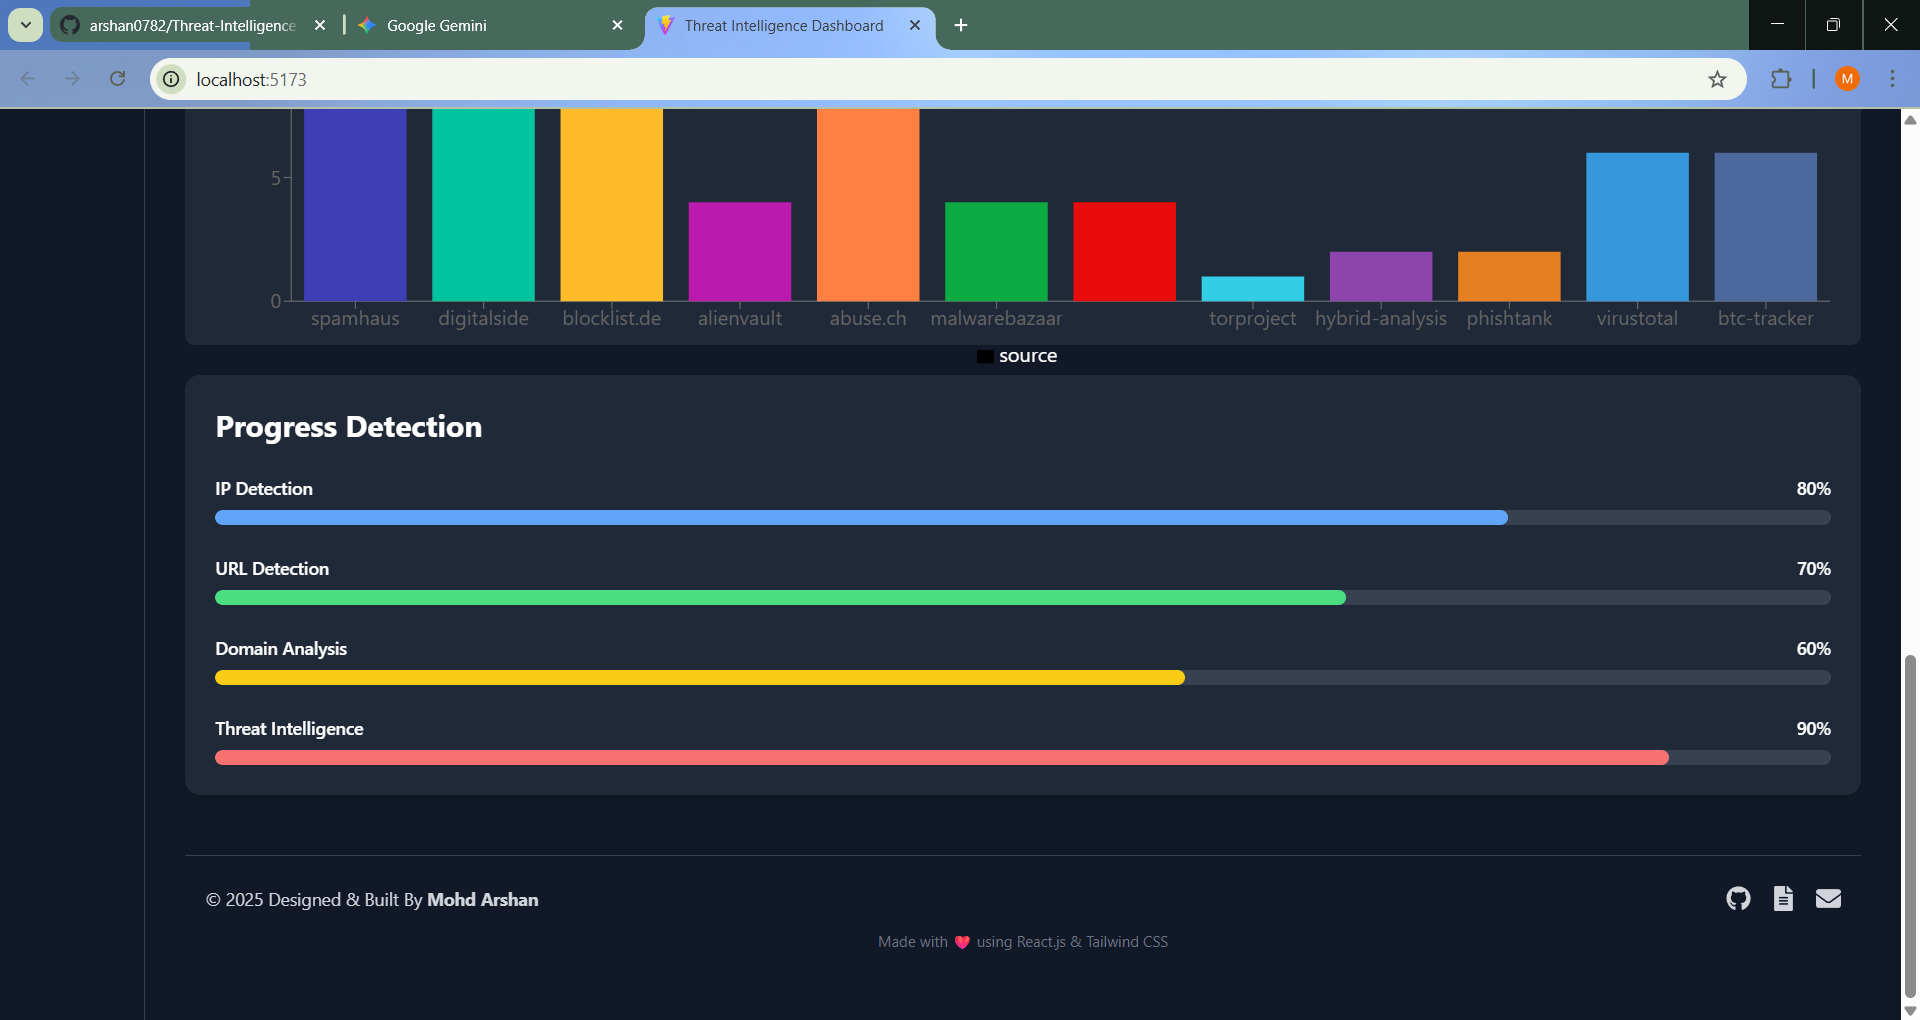 arshan0782/Threat-Intelligence
Google Gemini
Threat Intelligence Dashboard
localhost:5173
M
5
0
spamhaus digitalside blocklist.de alienvault abuse.ch malwarebazaar torproject hybrid-analysis phishtank virustotal btc-tracker
source
Progress Detection
IP Detection 80%
URL Detection 70%
Domain Analysis 60%
Threat Intelligence 90%
© 2025 Designed & Built By Mohd Arshan
Made with ❤ using React.js & Tailwind CSS